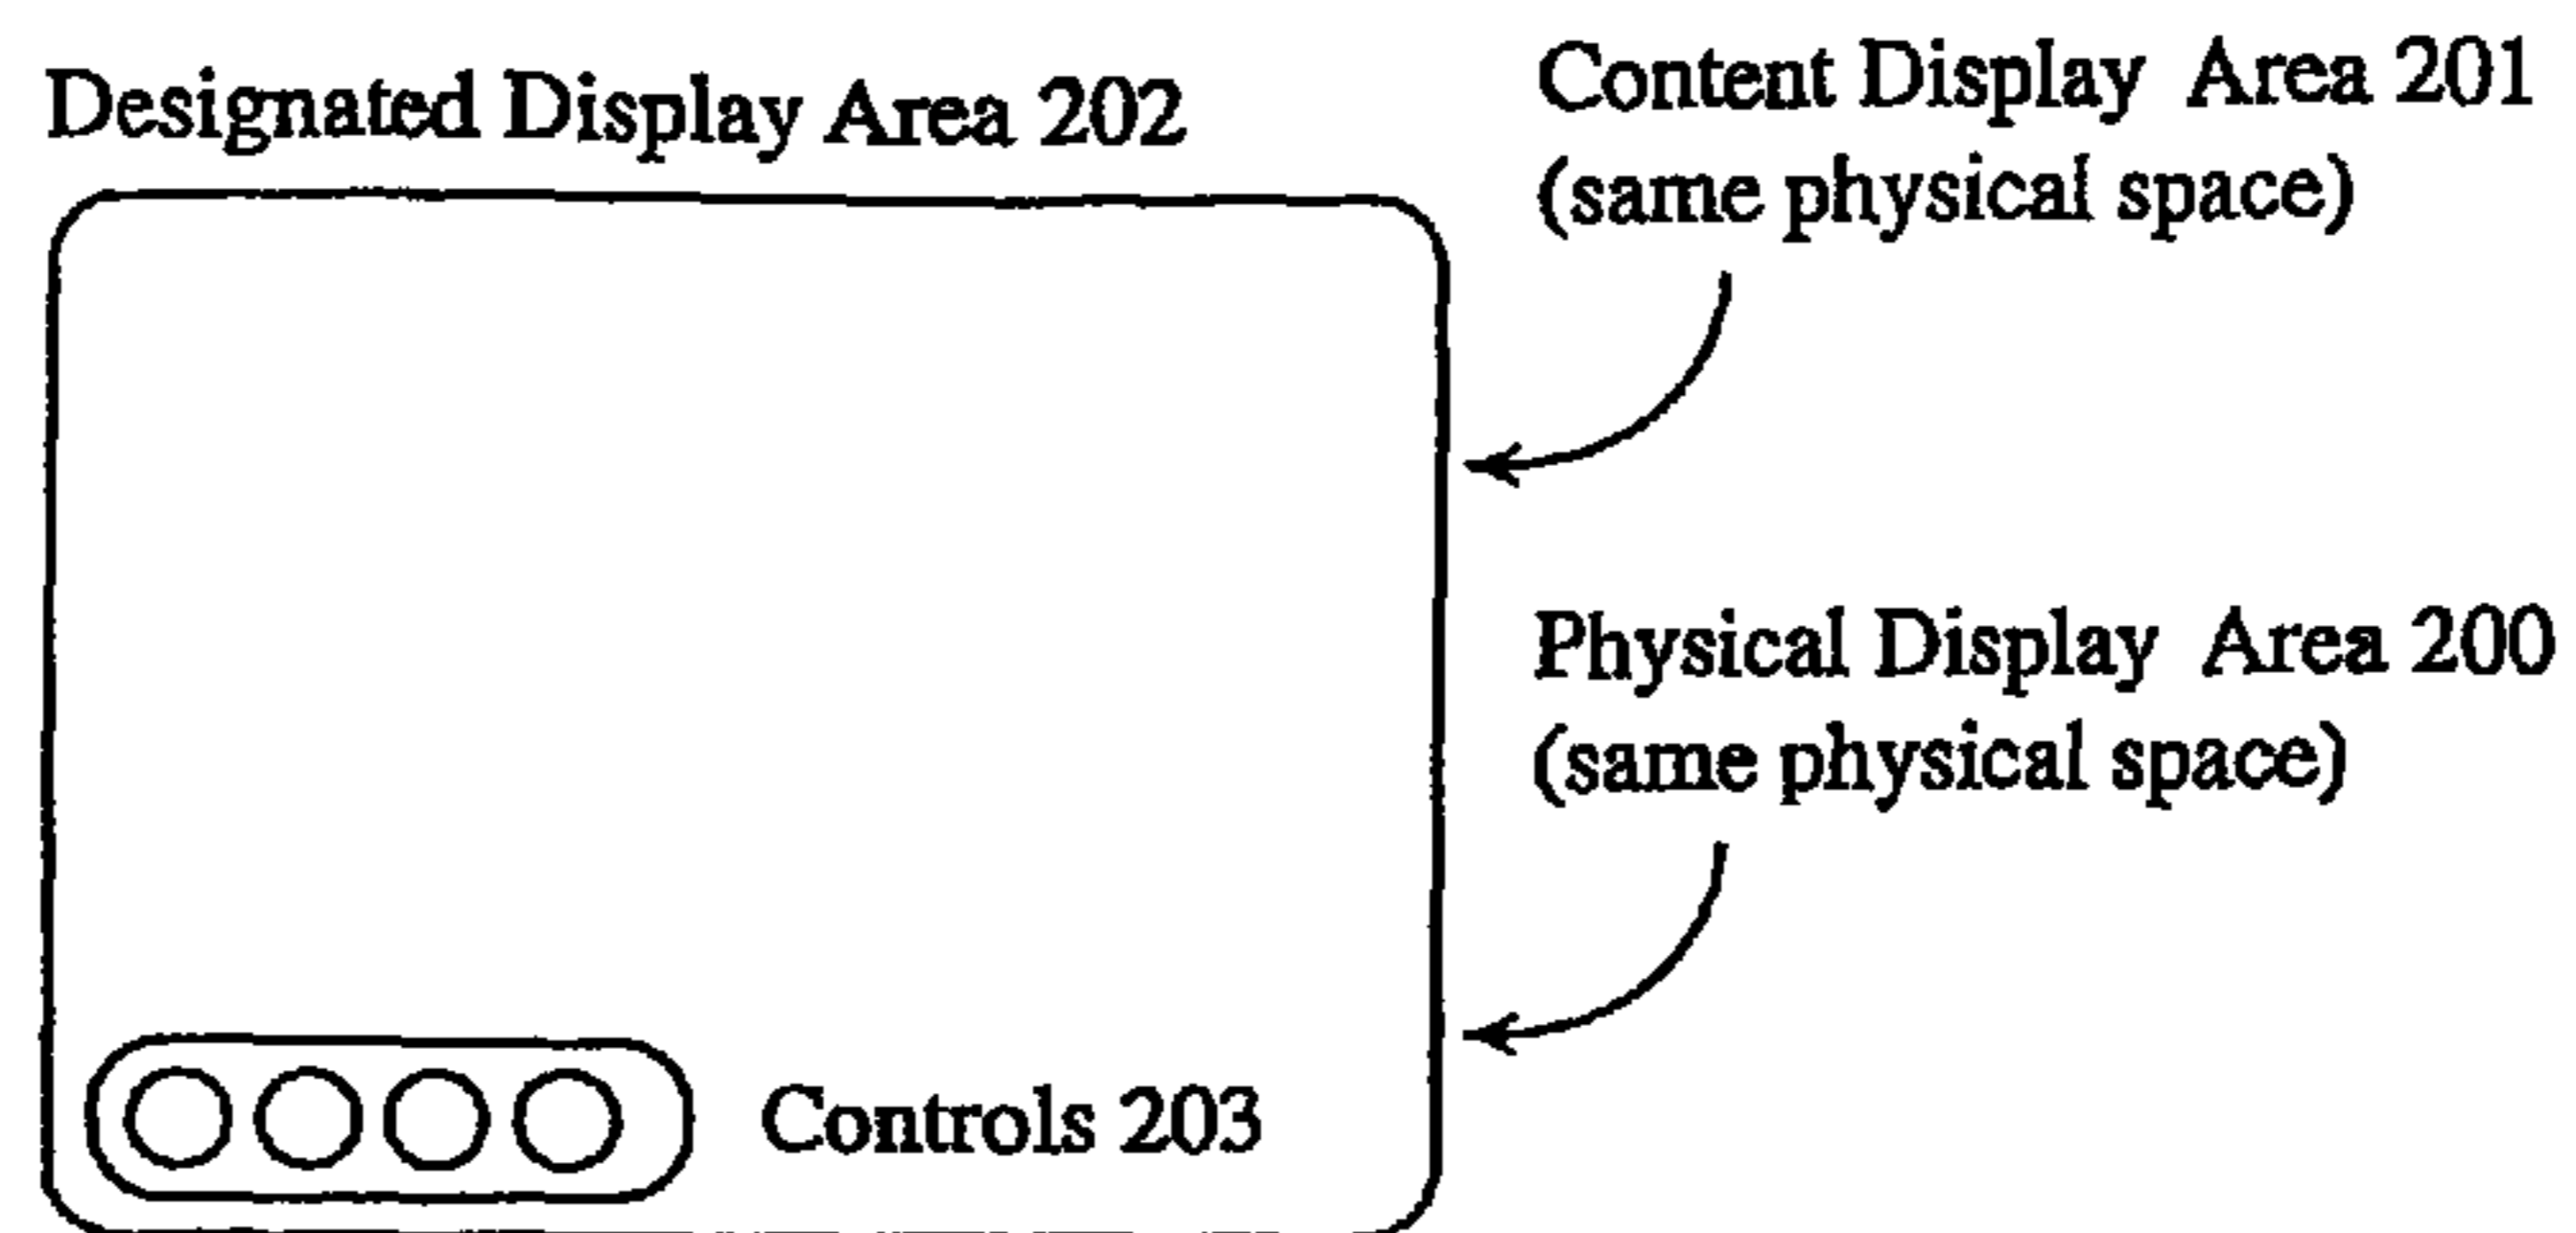 Designated Display Area 202
Content Display Area 201
(same physical space)
Physical Display Area 200
(same physical space)
Controls 203